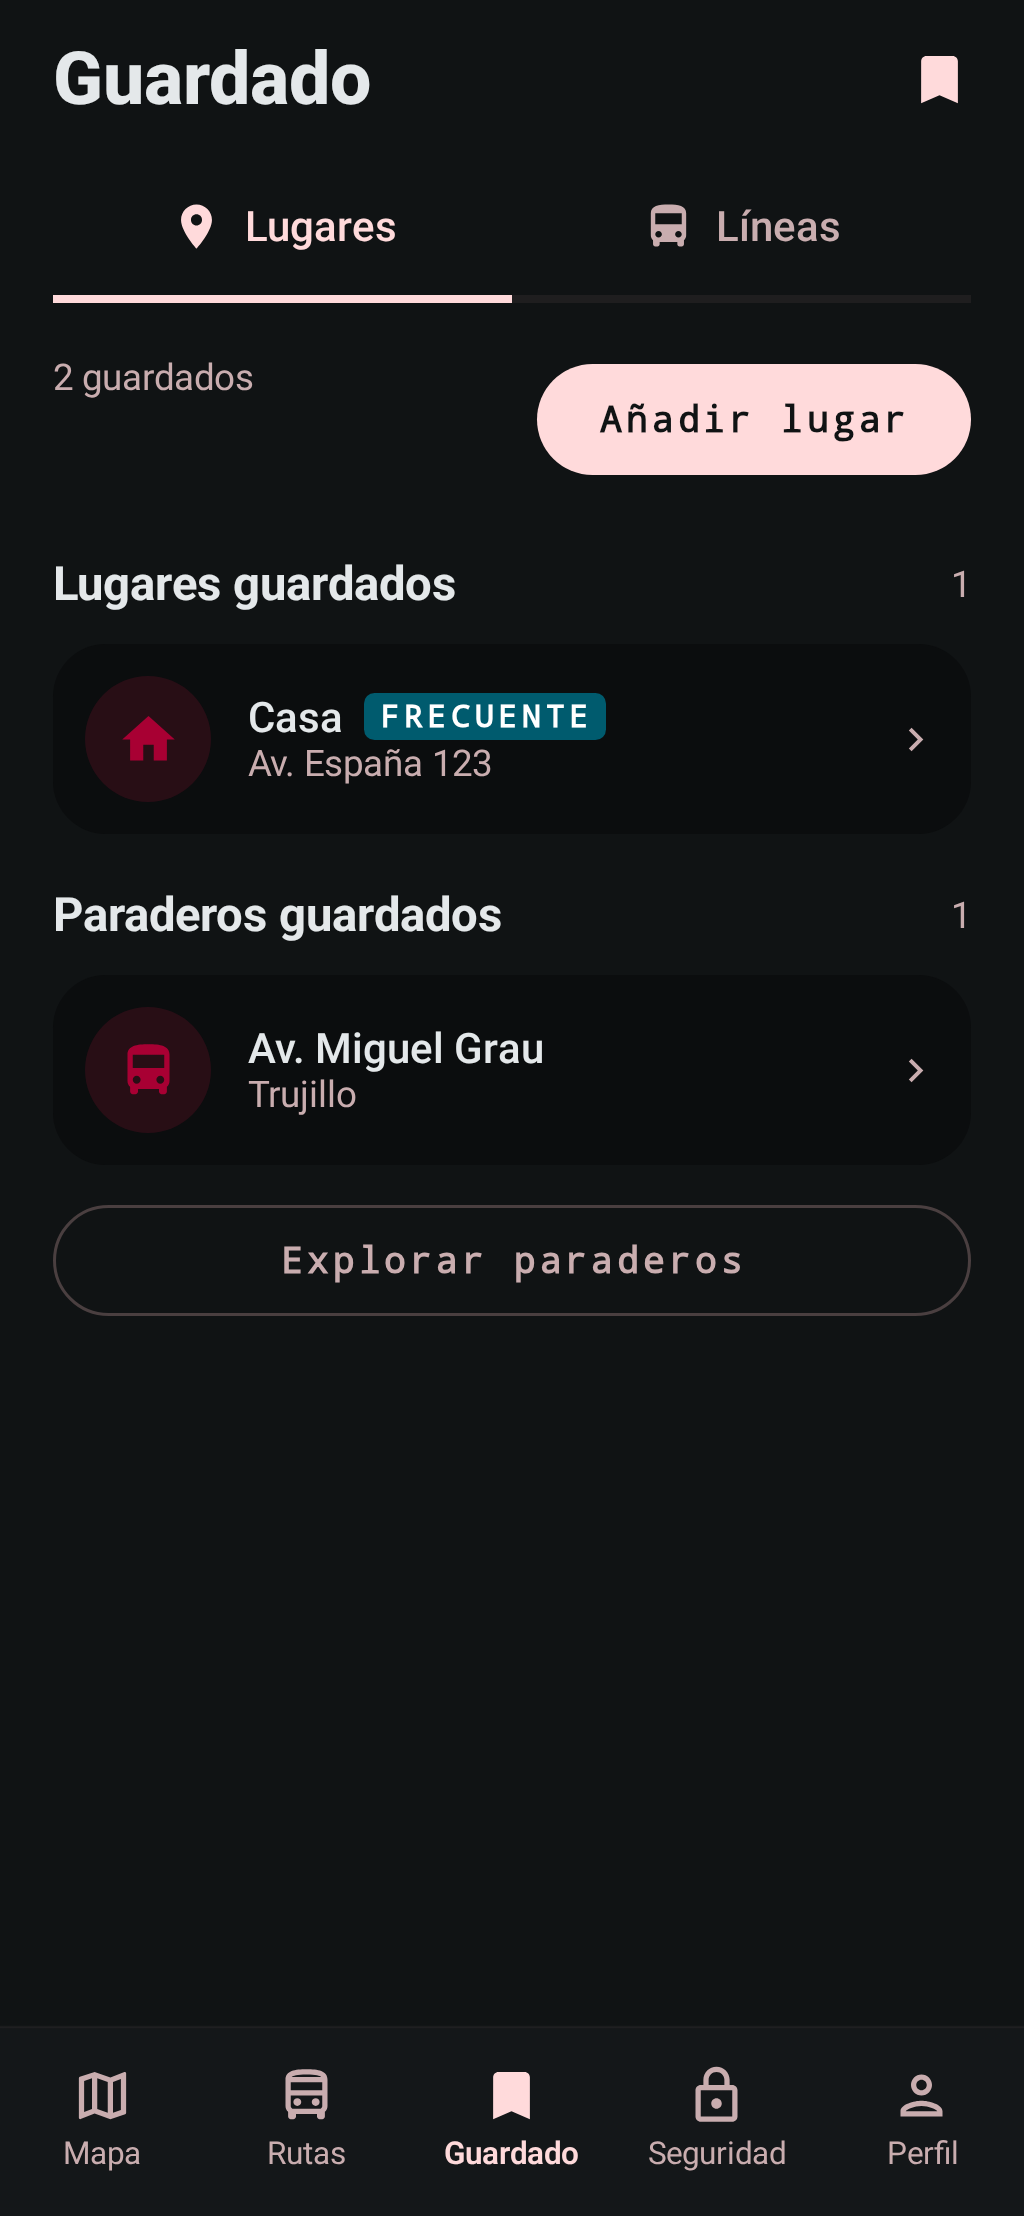 Guardado
Lugares
Líneas
2 guardados
Añadir lugar
Lugares guardados
1
Casa
FRECUENTE
Av. España 123
Paraderos guardados
1
Av. Miguel Grau
Trujillo
Explorar paraderos
Mapa
Rutas
Guardado
Seguridad
Perfil